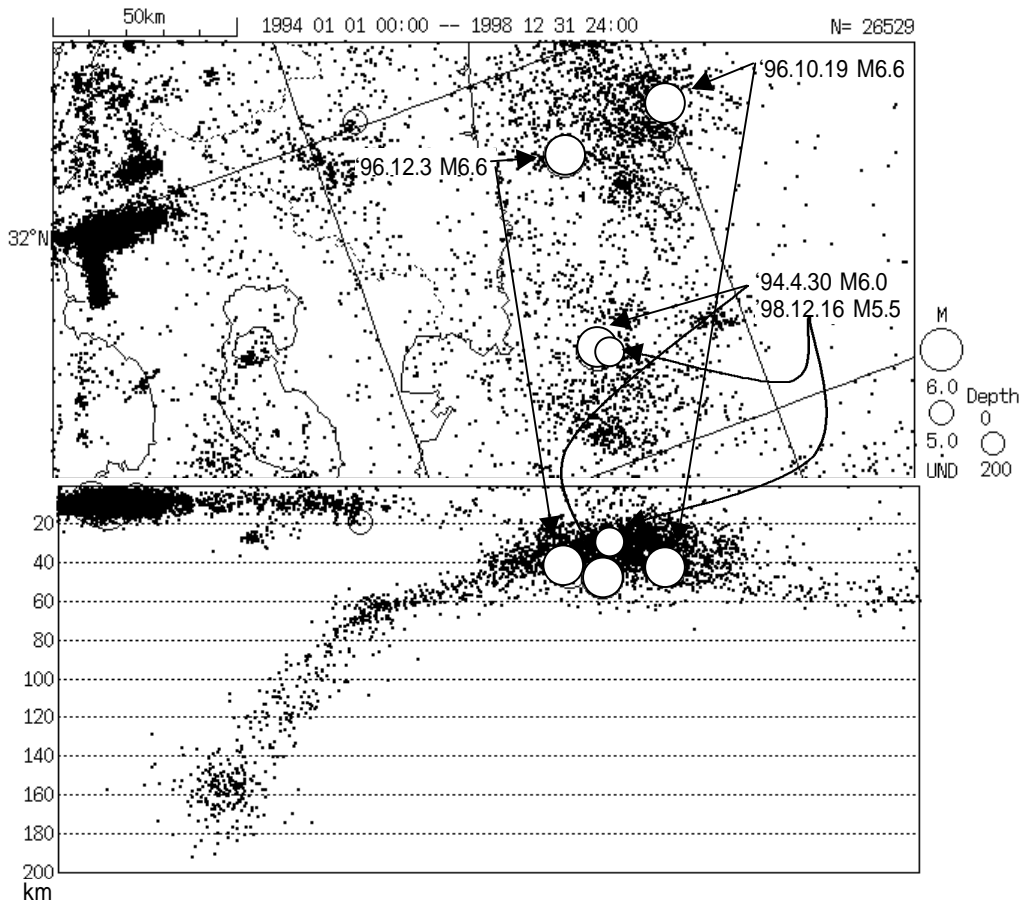 50km
1994 01 01 00:00 -- 1998 12 31 24:00
N= 26529
‘96.10.19 M6.6
‘96.12.3 M6.6
32°N
‘94.4.30 M6.0
‘98.12.16 M5.5
M
6.0
5.0
UND
Depth
0
200
20
40
60
80
100
120
140
160
180
200
km